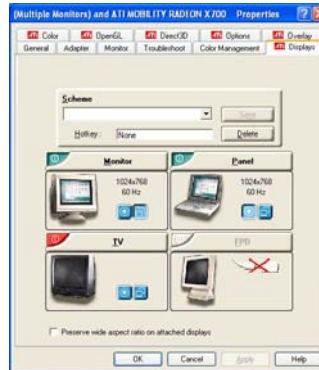 (Multiple Monitors) and ATI MOBILITY RADEON X700 Properties
Color OpenGL Direct3D Options Overlay
General Adapter Monitor Troubleshoot Color Management Displays
Scheme
Save
Hotkey: None Delete
Monitor Panel
1024x768 1024x768
60 Hz 60 Hz
TV FPD
Preserve wide aspect ratio on attached displays
OK Cancel Apply Help